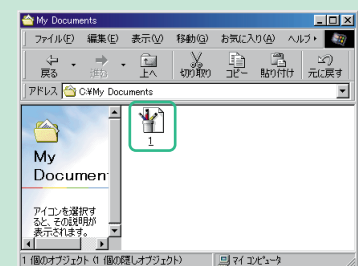 My Documents
ファイル(F) 編集(E) 表示(V) 移動(G) お気に入り(A) ヘルプ
戻る 進む 上へ 切り取り コピー 貼り付け 元に戻す
アドレス C:¥My Documents
1
My
Documen
アイコンを選択す
ると、その説明が
表示されます。
1 個のオブジェクト (1 個の隠しオブジェクト) マイ コンピュータ